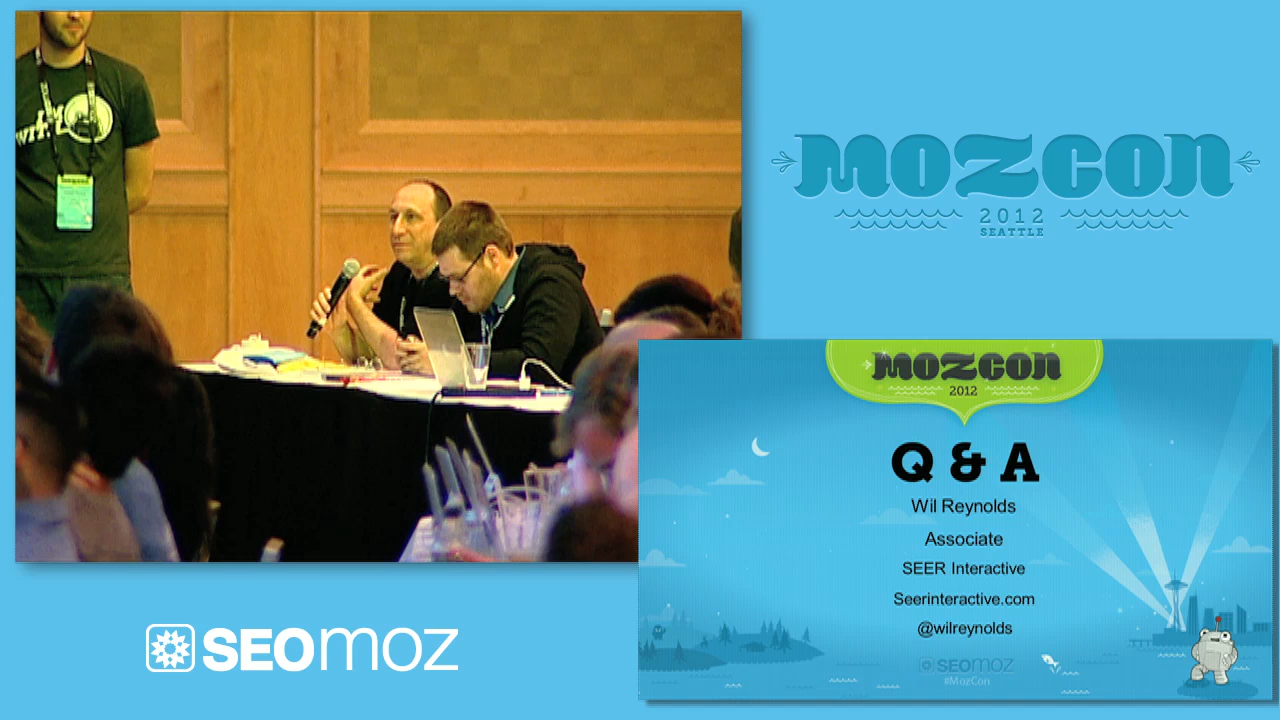 MOZCON
2012
SEATTLE
MOZCON
2012
Q & A
Wil Reynolds
Associate
SEER Interactive
Seerinteractive.com
@wilreynolds
SEOMOZ
#MozCon
SEOMOZ